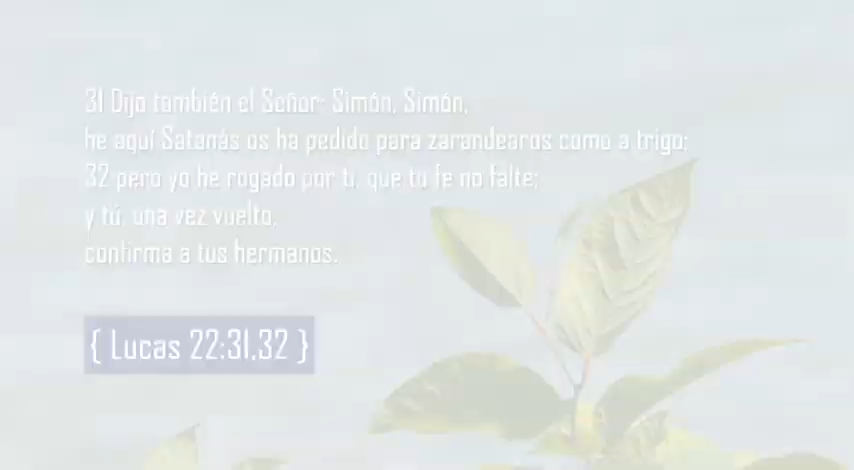 31 Dijo también el Señor: Simón, Simón,
he aquí Satanás os ha pedido para zarandearos como a trigo;
32 pero yo he rogado por ti, que tu fe no falte;
y tú, una vez vuelto,
confirma a tus hermanos.
{ Lucas 22:31,32 }